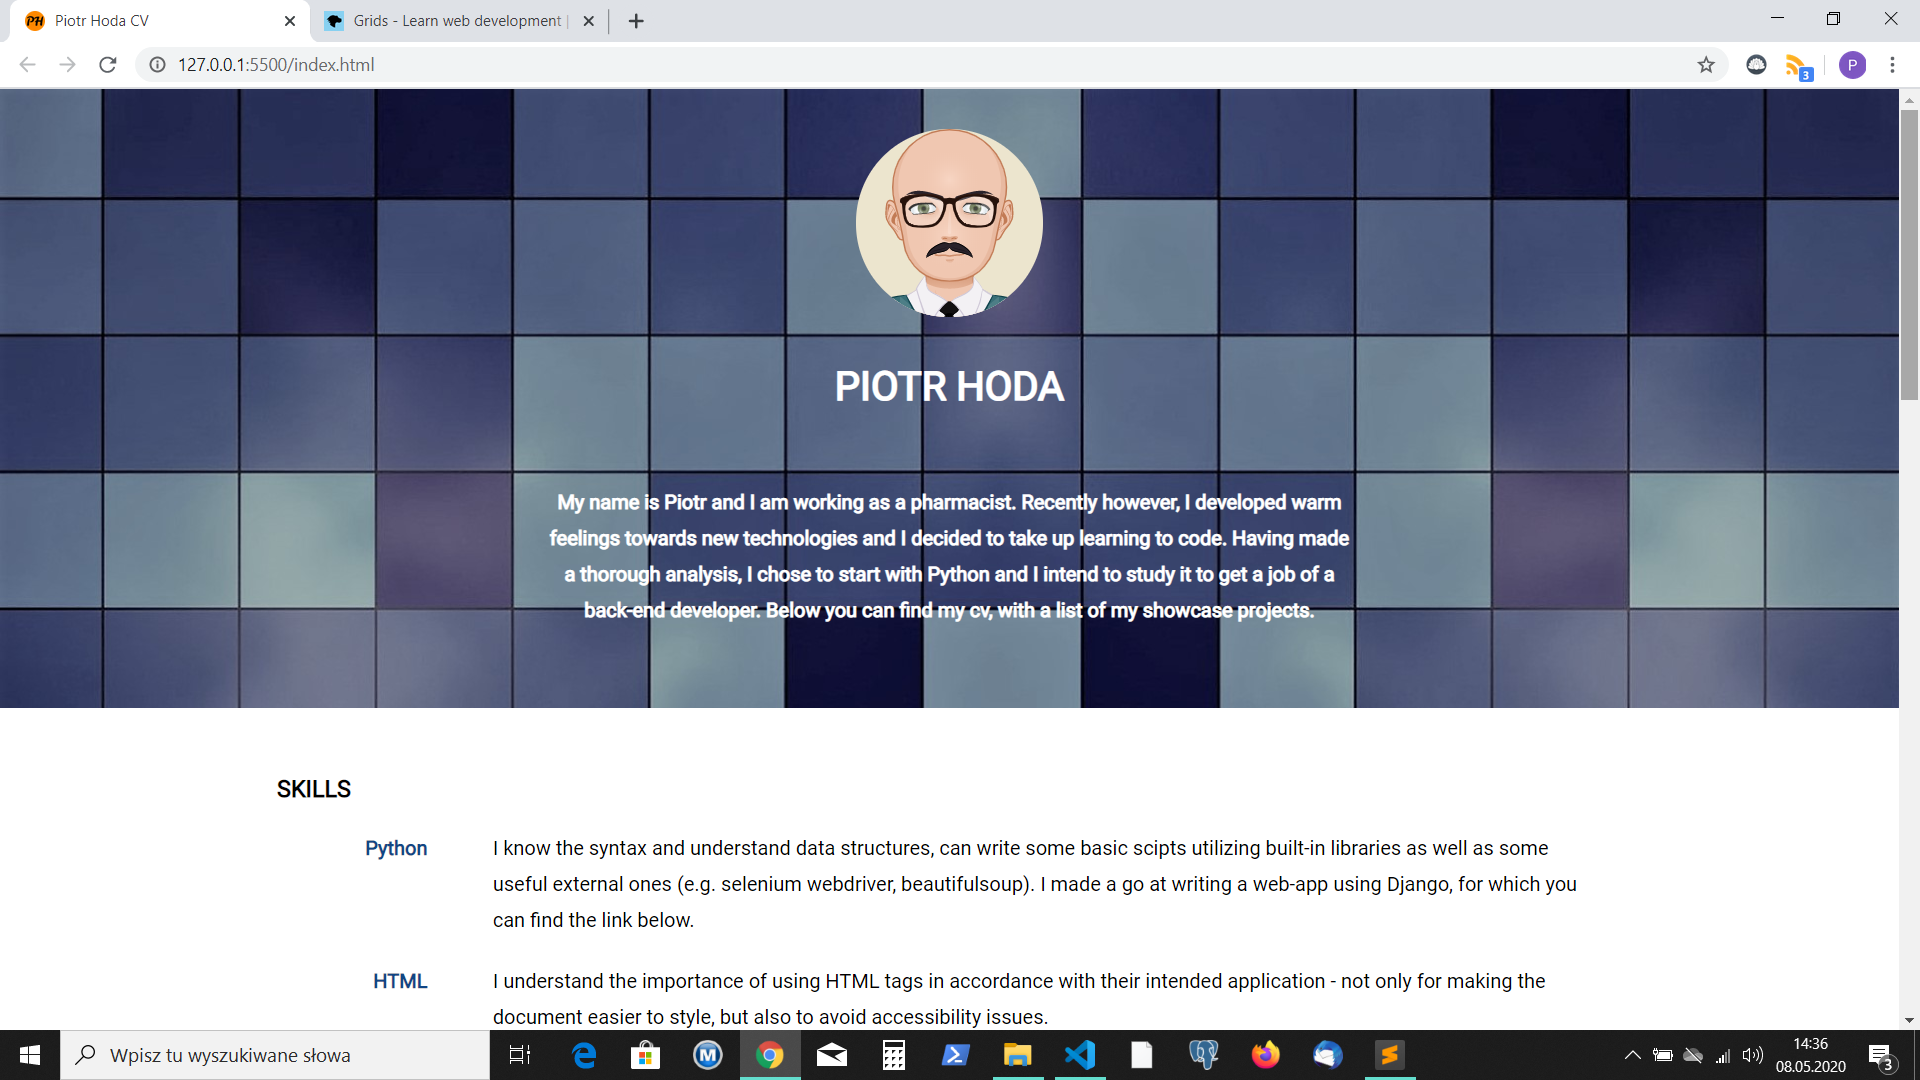 PH Piotr Hoda CV
Grids - Learn web development |
127.0.0.1:5500/index.html
3
P
PIOTR HODA
My name is Piotr and I am working as a pharmacist. Recently however, I developed warm
feelings towards new technologies and I decided to take up learning to code. Having made
a thorough analysis, I chose to start with Python and I intend to study it to get a job of a
back-end developer. Below you can find my cv, with a list of my showcase projects.
SKILLS
Python
I know the syntax and understand data structures, can write some basic scipts utilizing built-in libraries as well as some
useful external ones (e.g. selenium webdriver, beautifulsoup). I made a go at writing a web-app using Django, for which you
can find the link below.
HTML
I understand the importance of using HTML tags in accordance with their intended application - not only for making the
document easier to style, but also to avoid accessibility issues.
Wpisz tu wyszukiwane słowa
M
14:36
08.05.2020
3